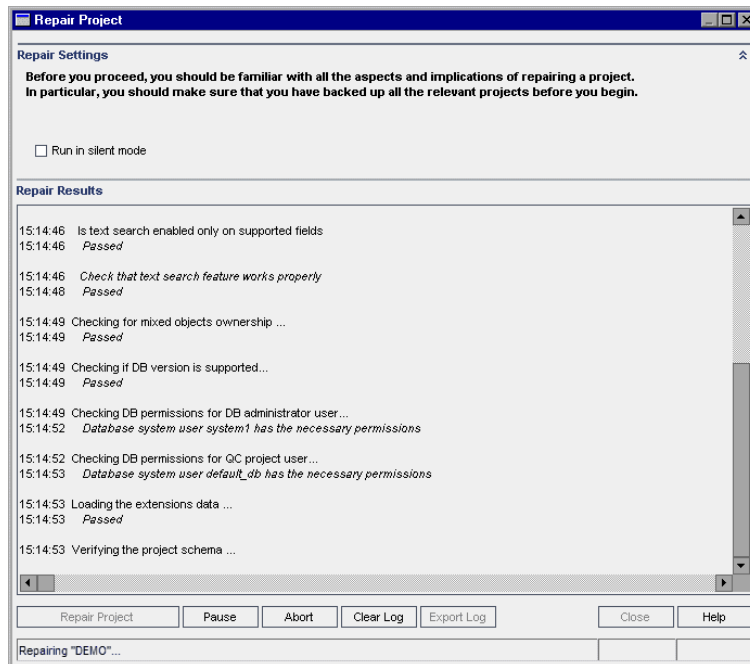 Repair Project
Repair Settings
Before you proceed, you should be familiar with all the aspects and implications of repairing a project.
In particular, you should make sure that you have backed up all the relevant projects before you begin.
Run in silent mode
Repair Results
15:14:46 Is text search enabled only on supported fields
15:14:46 Passed
15:14:46 Check that text search feature works properly
15:14:48 Passed
15:14:49 Checking for mixed objects ownership ...
15:14:49 Passed
15:14:49 Checking if DB version is supported...
15:14:49 Passed
15:14:49 Checking DB permissions for DB administrator user...
15:14:52 Database system user system1 has the necessary permissions
15:14:52 Checking DB permissions for QC project user...
15:14:53 Database system user default_db has the necessary permissions
15:14:53 Loading the extensions data ...
15:14:53 Passed
15:14:53 Verifying the project schema ...
Repair Project Pause Abort Clear Log Export Log Close Help
Repairing "DEMO"...